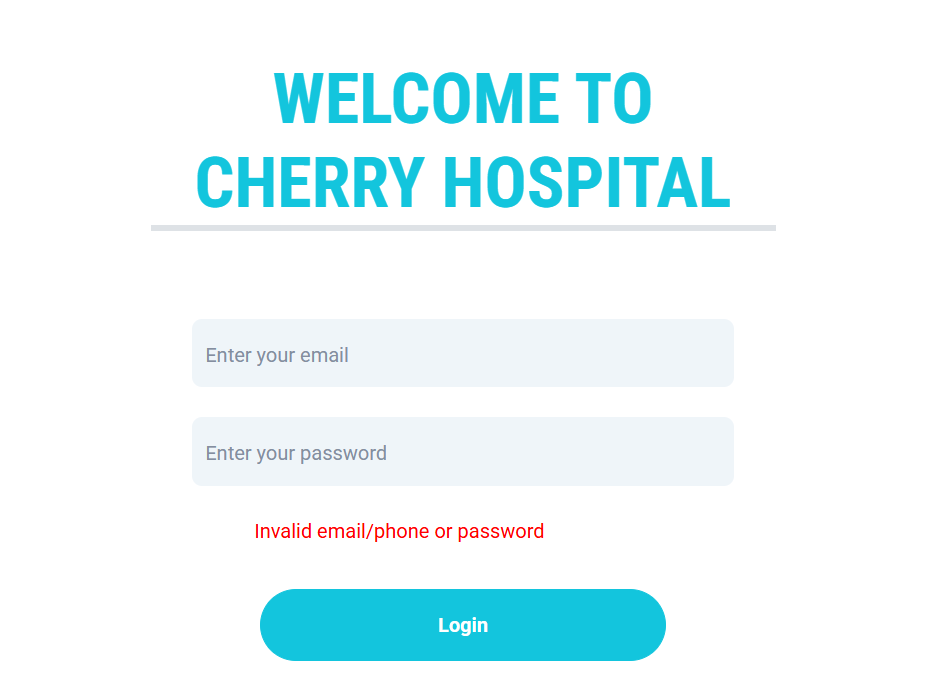 WELCOME TO
CHERRY HOSPITAL
Enter your email
Enter your password
Invalid email/phone or password
Login